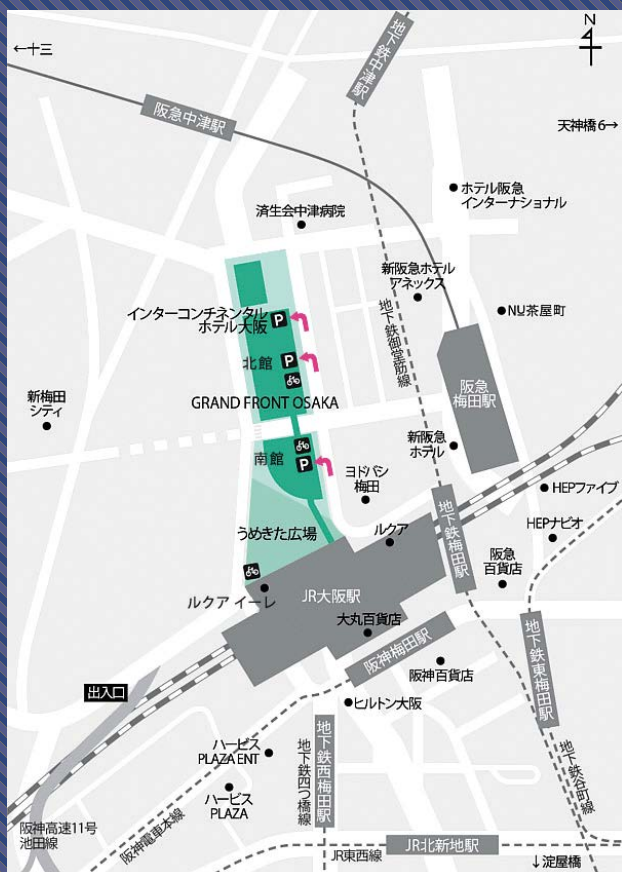 N
←十三
地下鉄中津駅
阪急中津駅
天神橋6→
ホテル阪急
インターナショナル
済生会中津病院
新阪急ホテル
アネックス
NU茶屋町
インターコンチネンタル
ホテル大阪
P
地下鉄御堂筋線
北館
P
阪急
梅田駅
新梅田
シティ
GRAND FRONT OSAKA
新阪急
ホテル
南館
P
ヨドバシ
梅田
HEPファイブ
地下鉄梅田駅
うめきた広場
ルクア
HEPナビオ
阪急
百貨店
ルクア イーレ
JR大阪駅
大丸百貨店
阪神梅田駅
地下鉄東梅田駅
阪神百貨店
出入口
ヒルトン大阪
ハービス
PLAZA ENT
地下鉄四つ橋線
地下鉄西梅田駅
地下鉄谷町線
ハービス
PLAZA
阪神高速11号
池田線
阪神電車本線
JR東西線
JR北新地駅
↓淀屋橋